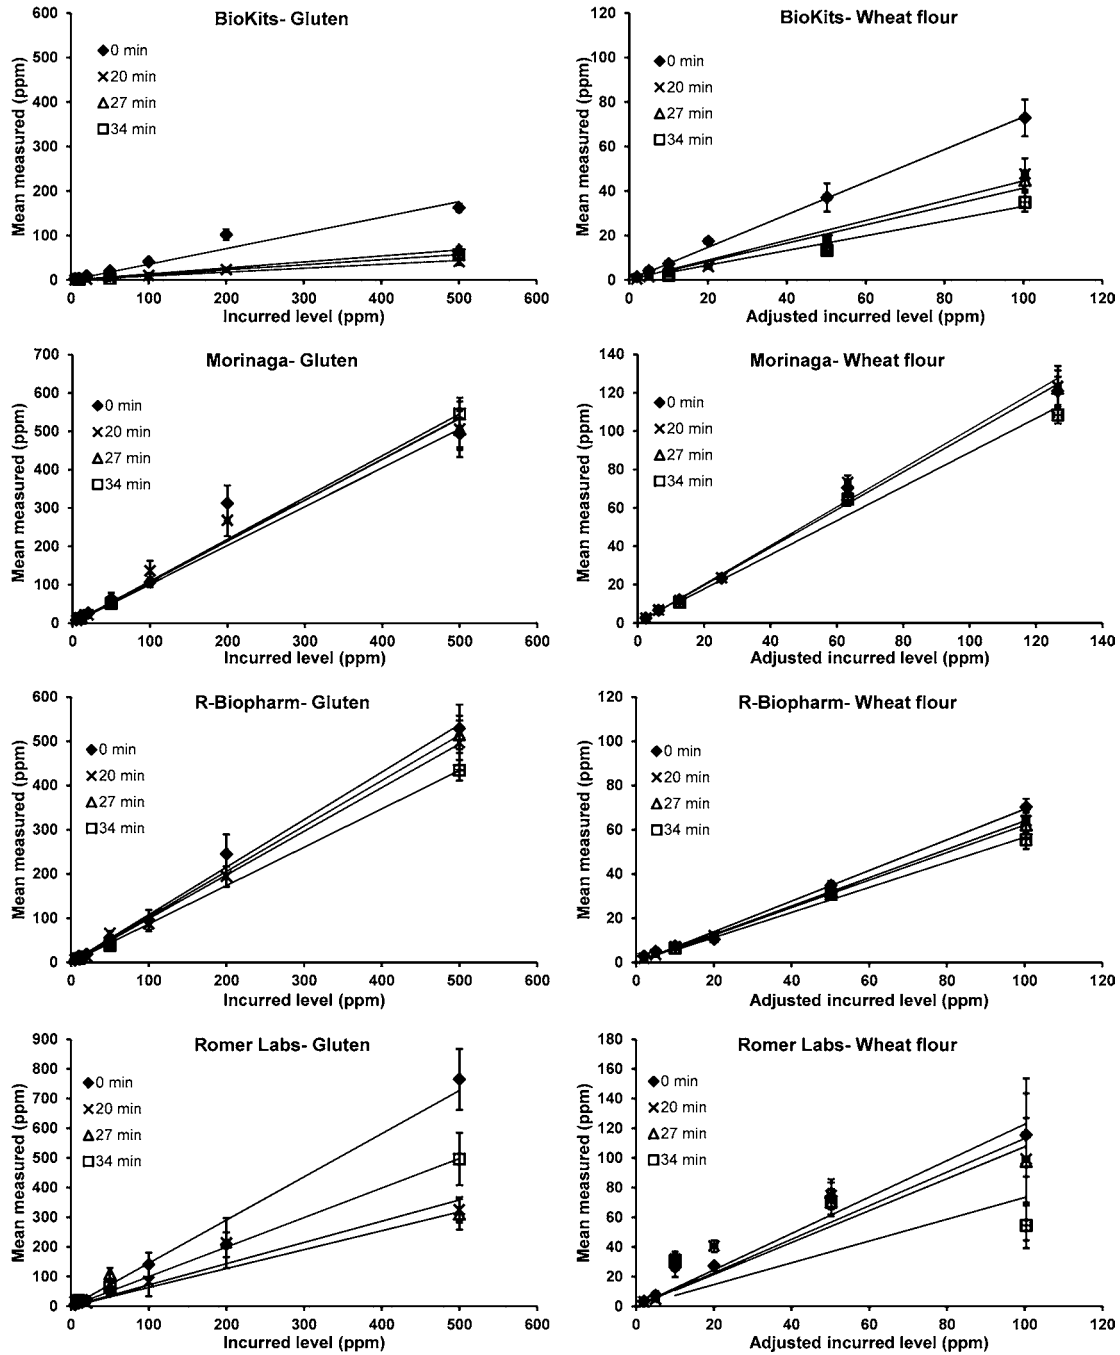 BioKits- Gluten
Mean measured (ppm)
600
500
400
300
200
100
0
0 min
20 min
27 min
34 min
0 100 200 300 400 500 600
Incurred level (ppm)
BioKits- Wheat flour
Mean measured (ppm)
120
100
80
60
40
20
0
0 min
20 min
27 min
34 min
0 20 40 60 80 100 120
Adjusted incurred level (ppm)
Morinaga- Gluten
Mean measured (ppm)
700
600
500
400
300
200
100
0
0 min
20 min
27 min
34 min
0 100 200 300 400 500 600
Incurred level (ppm)
Morinaga- Wheat flour
Mean measured (ppm)
140
120
100
80
60
40
20
0
0 min
20 min
27 min
34 min
0 20 40 60 80 100 120 140
Adjusted incurred level (ppm)
R-Biopharm- Gluten
Mean measured (ppm)
600
500
400
300
200
100
0
0 min
20 min
27 min
34 min
0 100 200 300 400 500 600
Incurred level (ppm)
R-Biopharm- Wheat flour
Mean measured (ppm)
120
100
80
60
40
20
0
0 min
20 min
27 min
34 min
0 20 40 60 80 100 120
Adjusted incurred level (ppm)
Romer Labs- Gluten
Mean measured (ppm)
900
800
700
600
500
400
300
200
100
0
0 min
20 min
27 min
34 min
0 100 200 300 400 500 600
Incurred level (ppm)
Romer Labs- Wheat flour
Mean measured (ppm)
180
160
140
120
100
80
60
40
20
0
0 min
20 min
27 min
34 min
0 20 40 60 80 100 120
Adjusted incurred level (ppm)